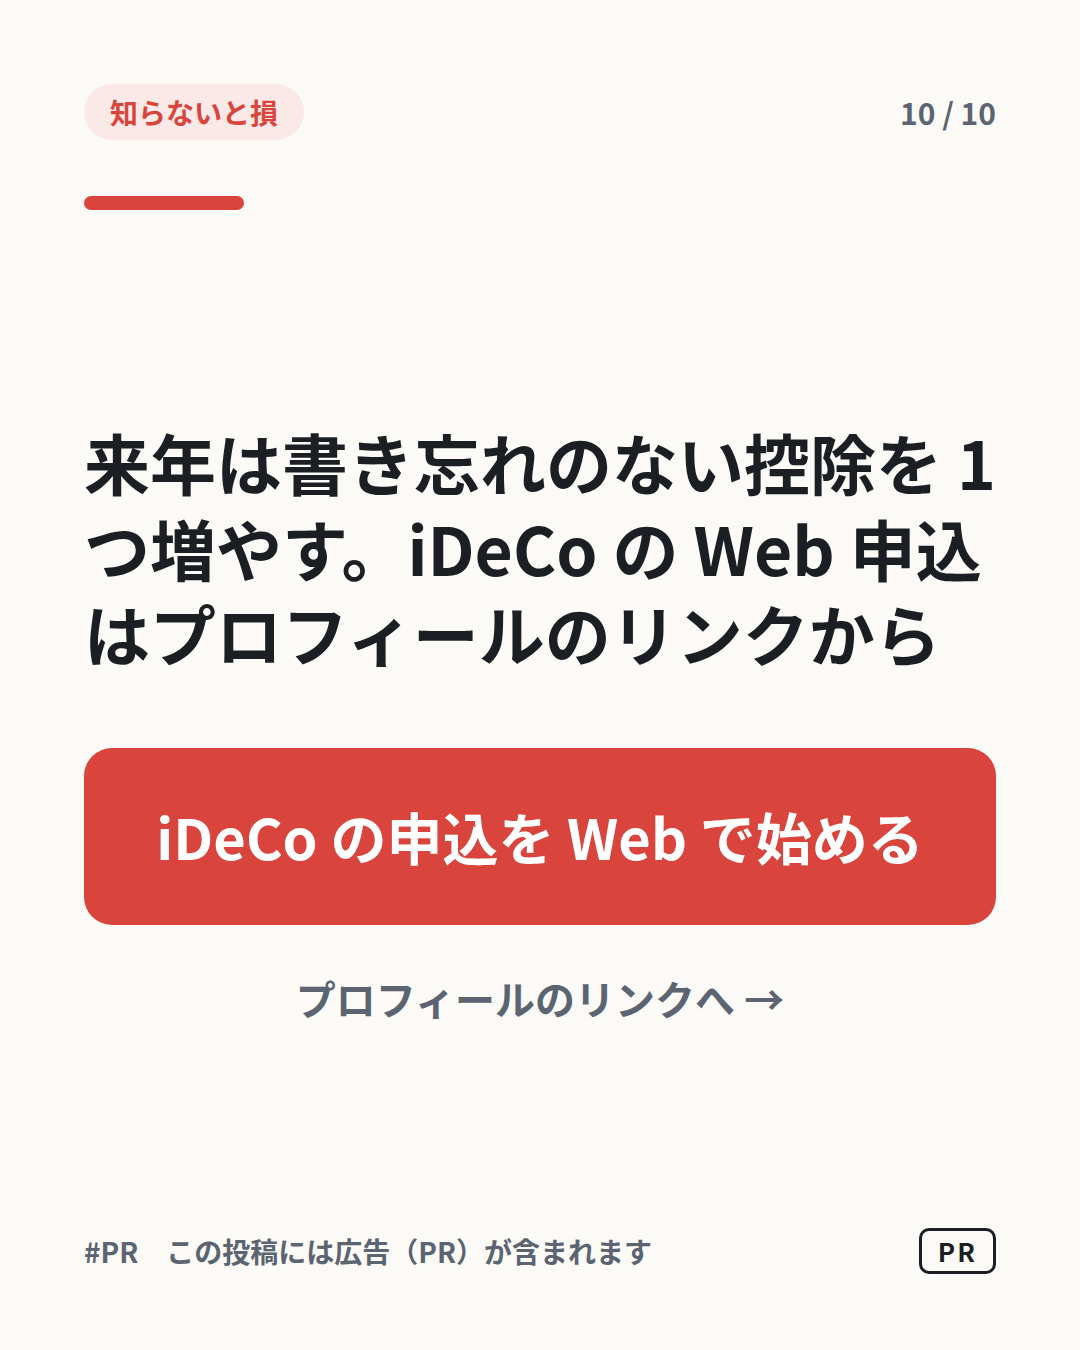 知らないと損
10 / 10
来年は書き忘れのない控除を 1
つ増やす。iDeCo の Web 申込
はプロフィールのリンクから
iDeCo の申込を Web で始める
プロフィールのリンクへ →
#PR　この投稿には広告（PR）が含まれます
PR